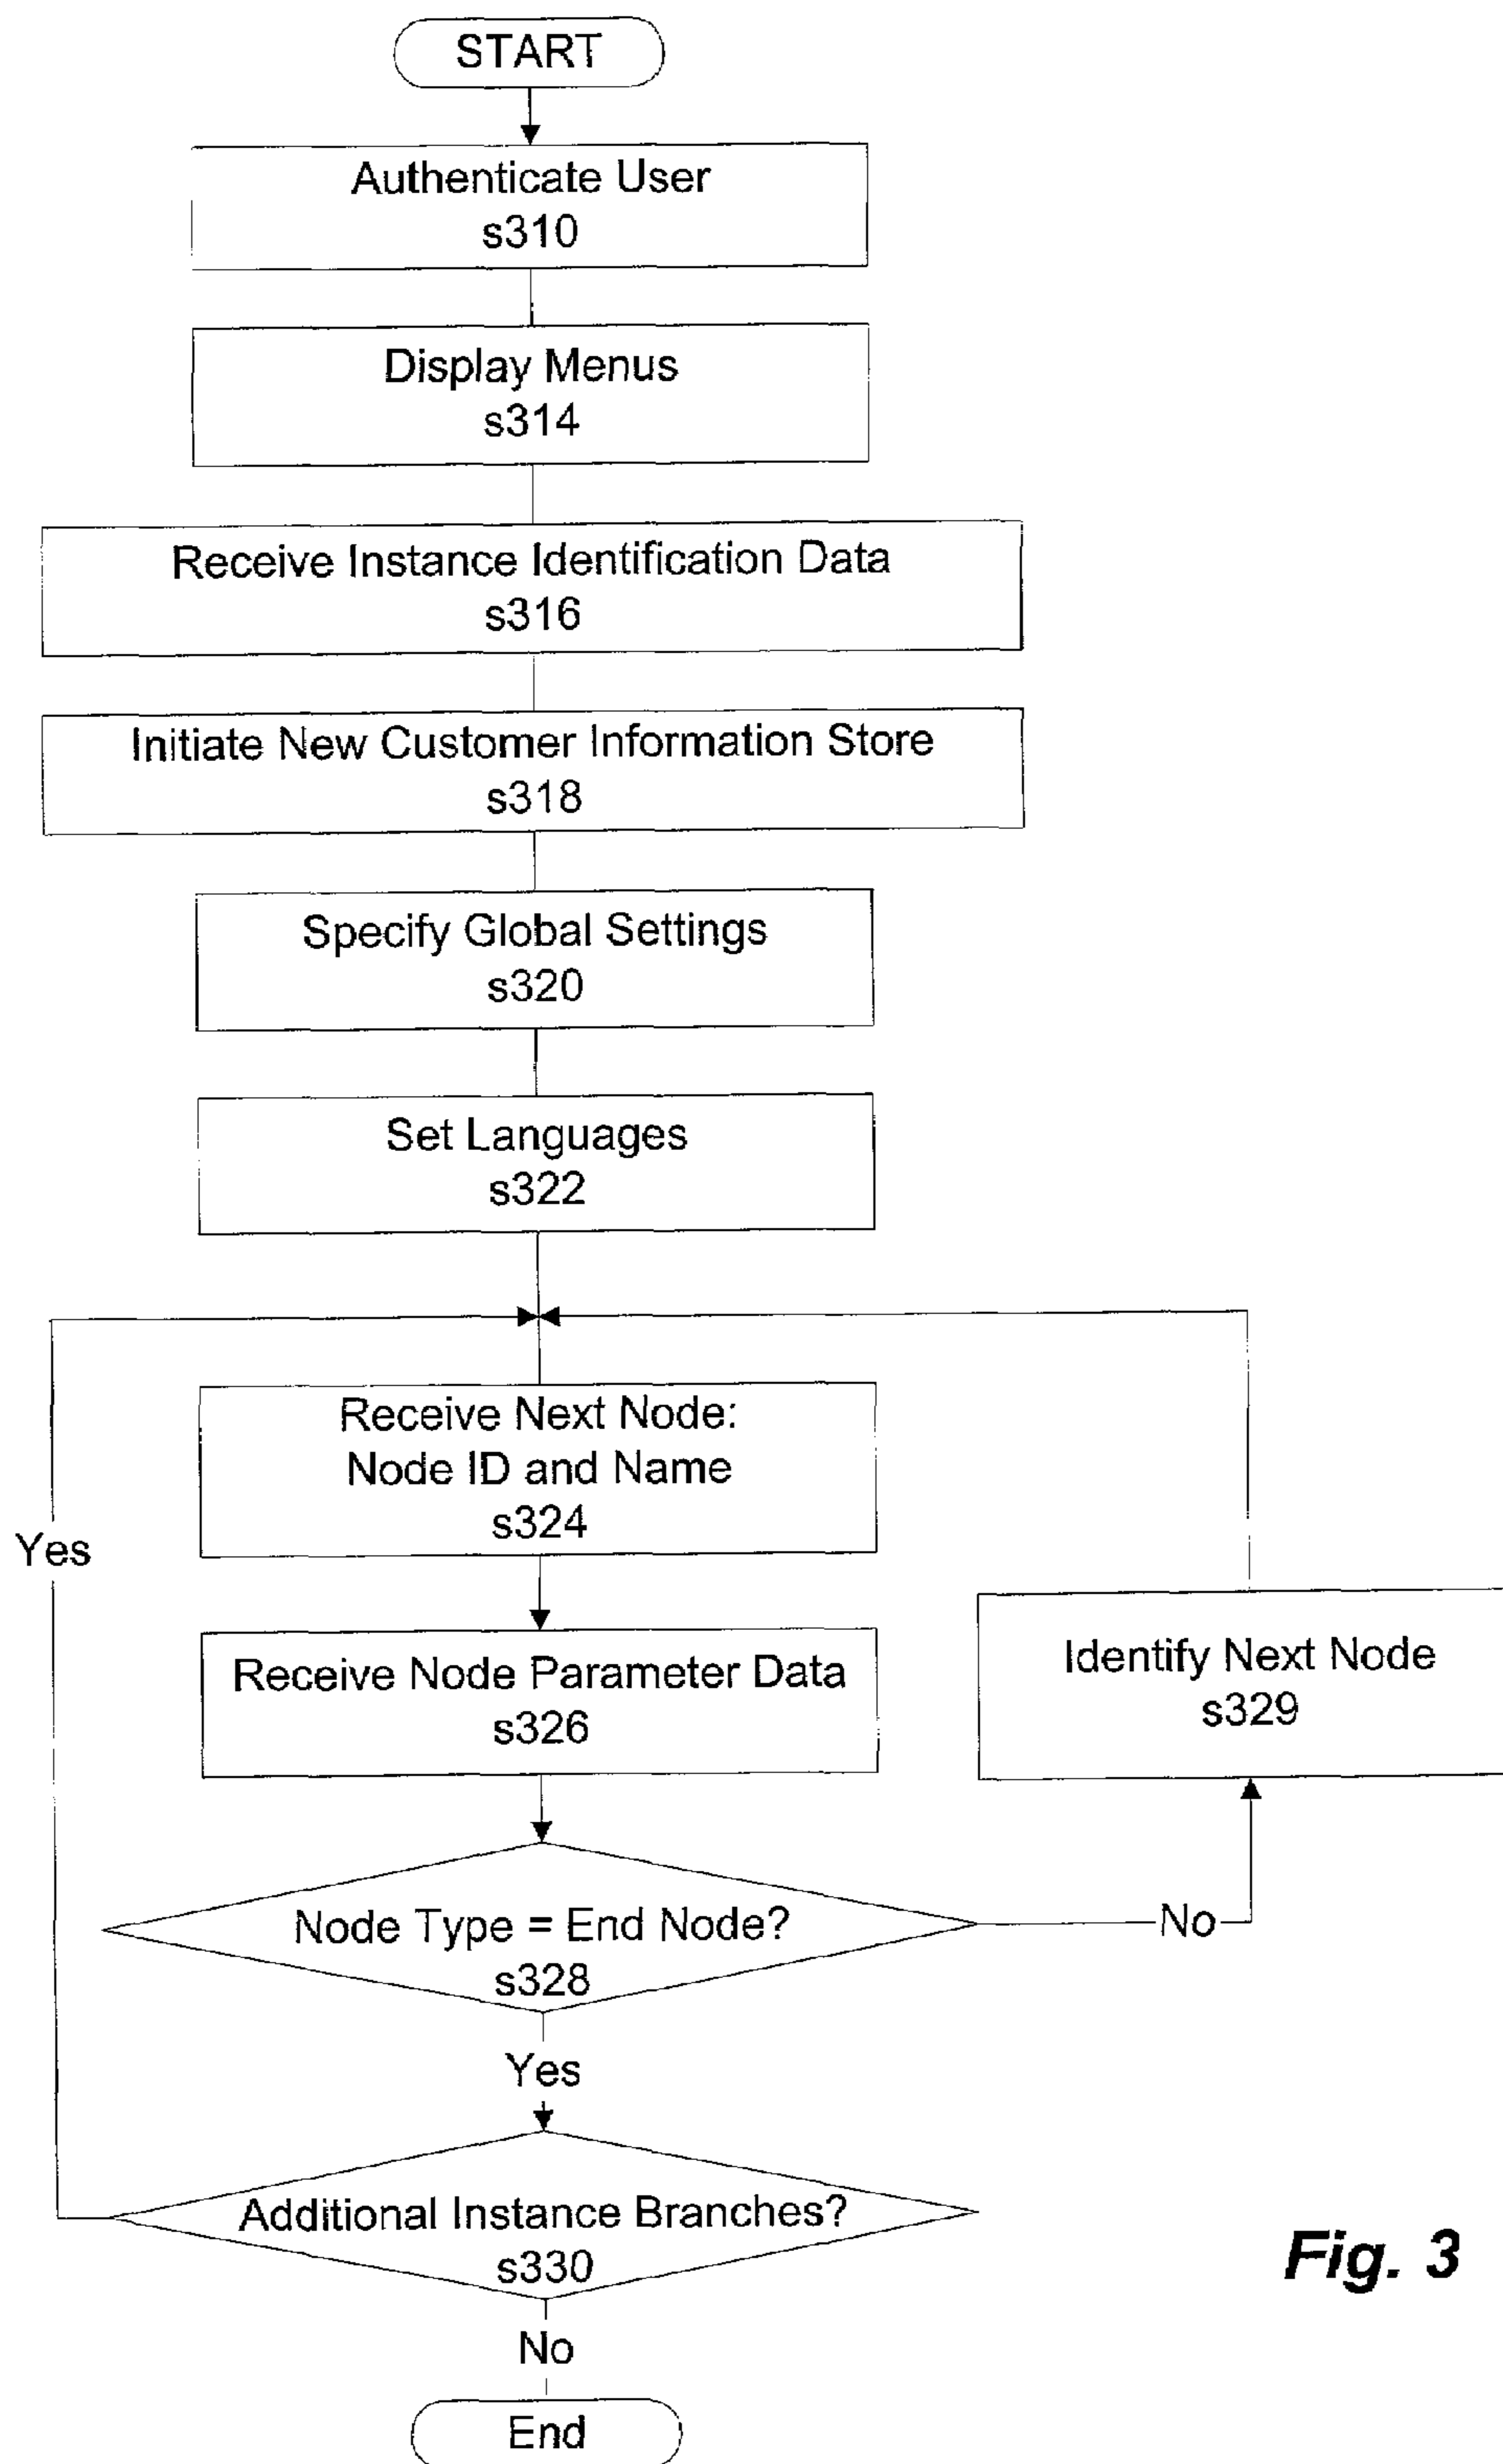 START
Authenticate User
s310
Display Menus
s314
Receive Instance Identification Data
s316
Initiate New Customer Information Store
s318
Specify Global Settings
s320
Set Languages
s322
Receive Next Node:
Node ID and Name
s324
Yes
Receive Node Parameter Data
s326
Identify Next Node
s329
Node Type = End Node?
s328
No
Yes
Additional Instance Branches?
s330
Fig. 3
No
End